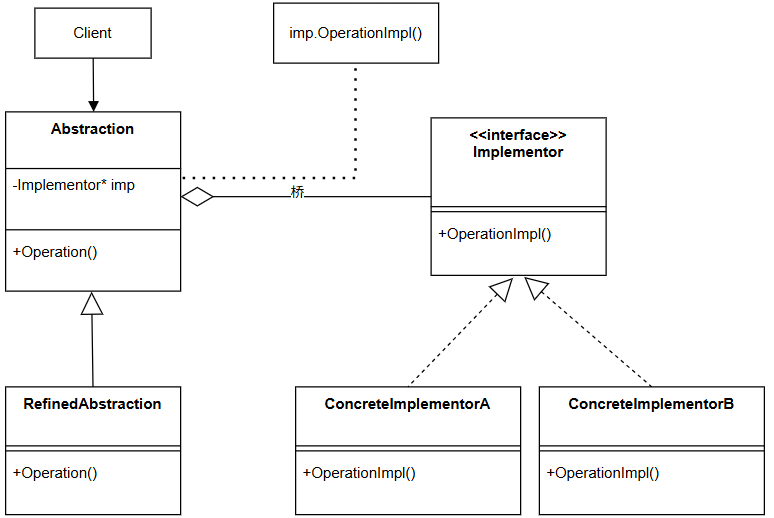 Client
imp.OperationImpl()
Abstraction
-Implementor* imp
+Operation()
桥
<<interface>>
Implementor
+OperationImpl()
RefinedAbstraction
+Operation()
ConcreteImplementorA
+OperationImpl()
ConcreteImplementorB
+OperationImpl()